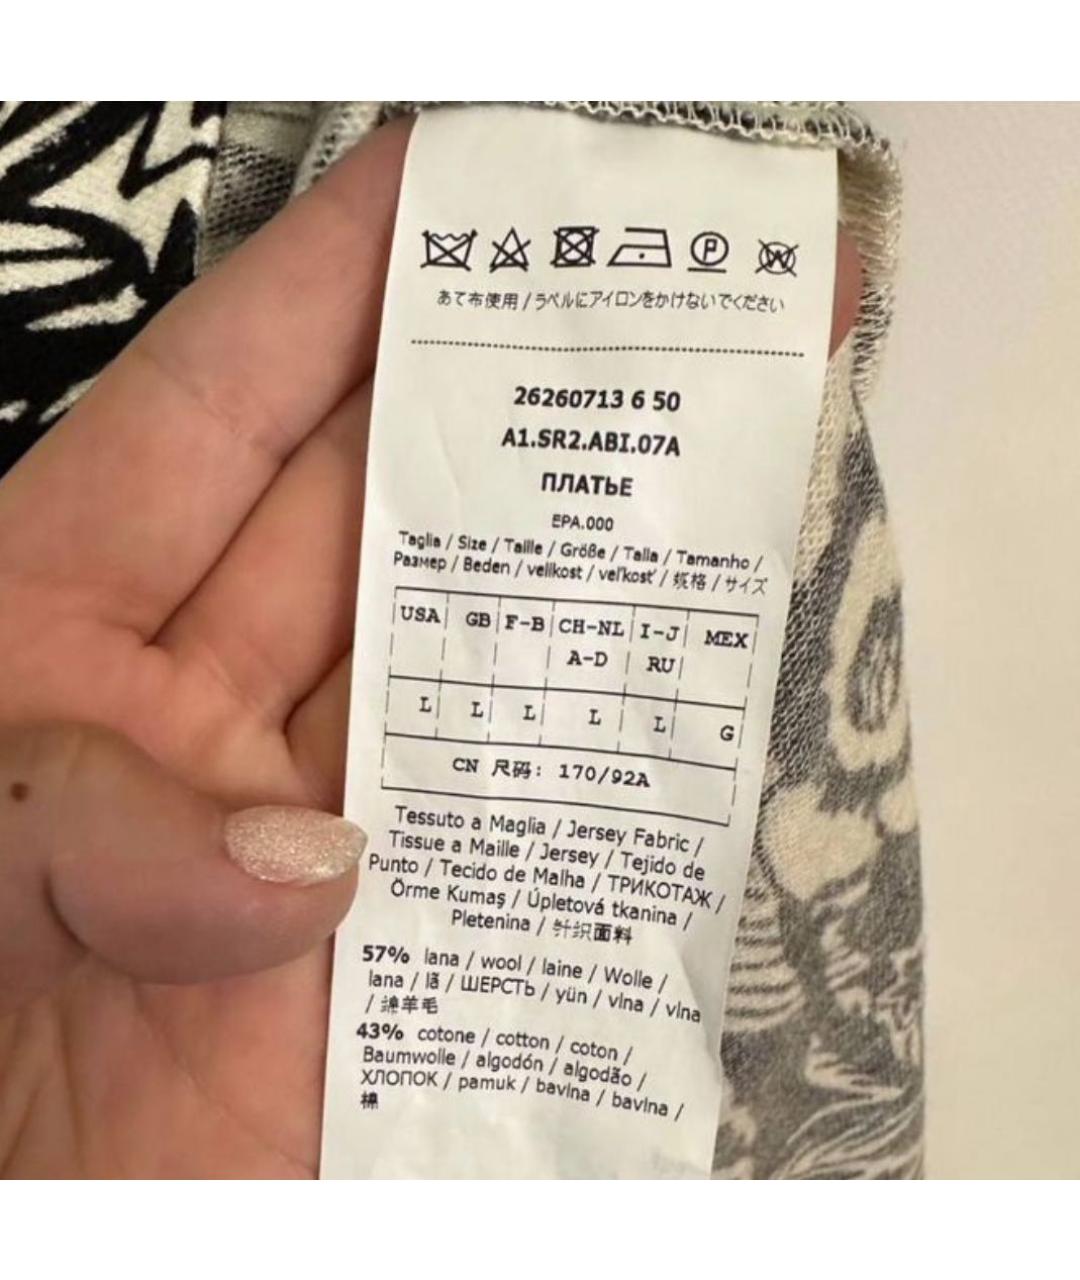 P
W
あて布使用 / ラベルにアイロンをかけないでください
26260713 6 50
A1.SR2.ABI.07A
ПЛАТЬЕ
EPA.000
Taglia / Size / Taille / Größe / Talla / Tamanho /
Размер / Beden / velikost / veľkosť / 规格 / サイズ
USA GB F-B CH-NL I-J MEX
A-D RU
L L L L L G
CN 尺码: 170/92A
Tessuto a Maglia / Jersey Fabric /
Tissue a Maille / Jersey / Tejido de
Punto / Tecido de Malha / ТРИКОТАЖ /
Örme Kumaş / Úpletová tkanina /
Pletenina / 针织面料
57% lana / wool / laine / Wolle /
lana / lã / ШЕРСТЬ / yün / vlna / vlna
/ 绵羊毛
43% cotone / cotton / coton /
Baumwolle / algodón / algodão /
ХЛОПОК / pamuk / bavlna / bavlna /
棉